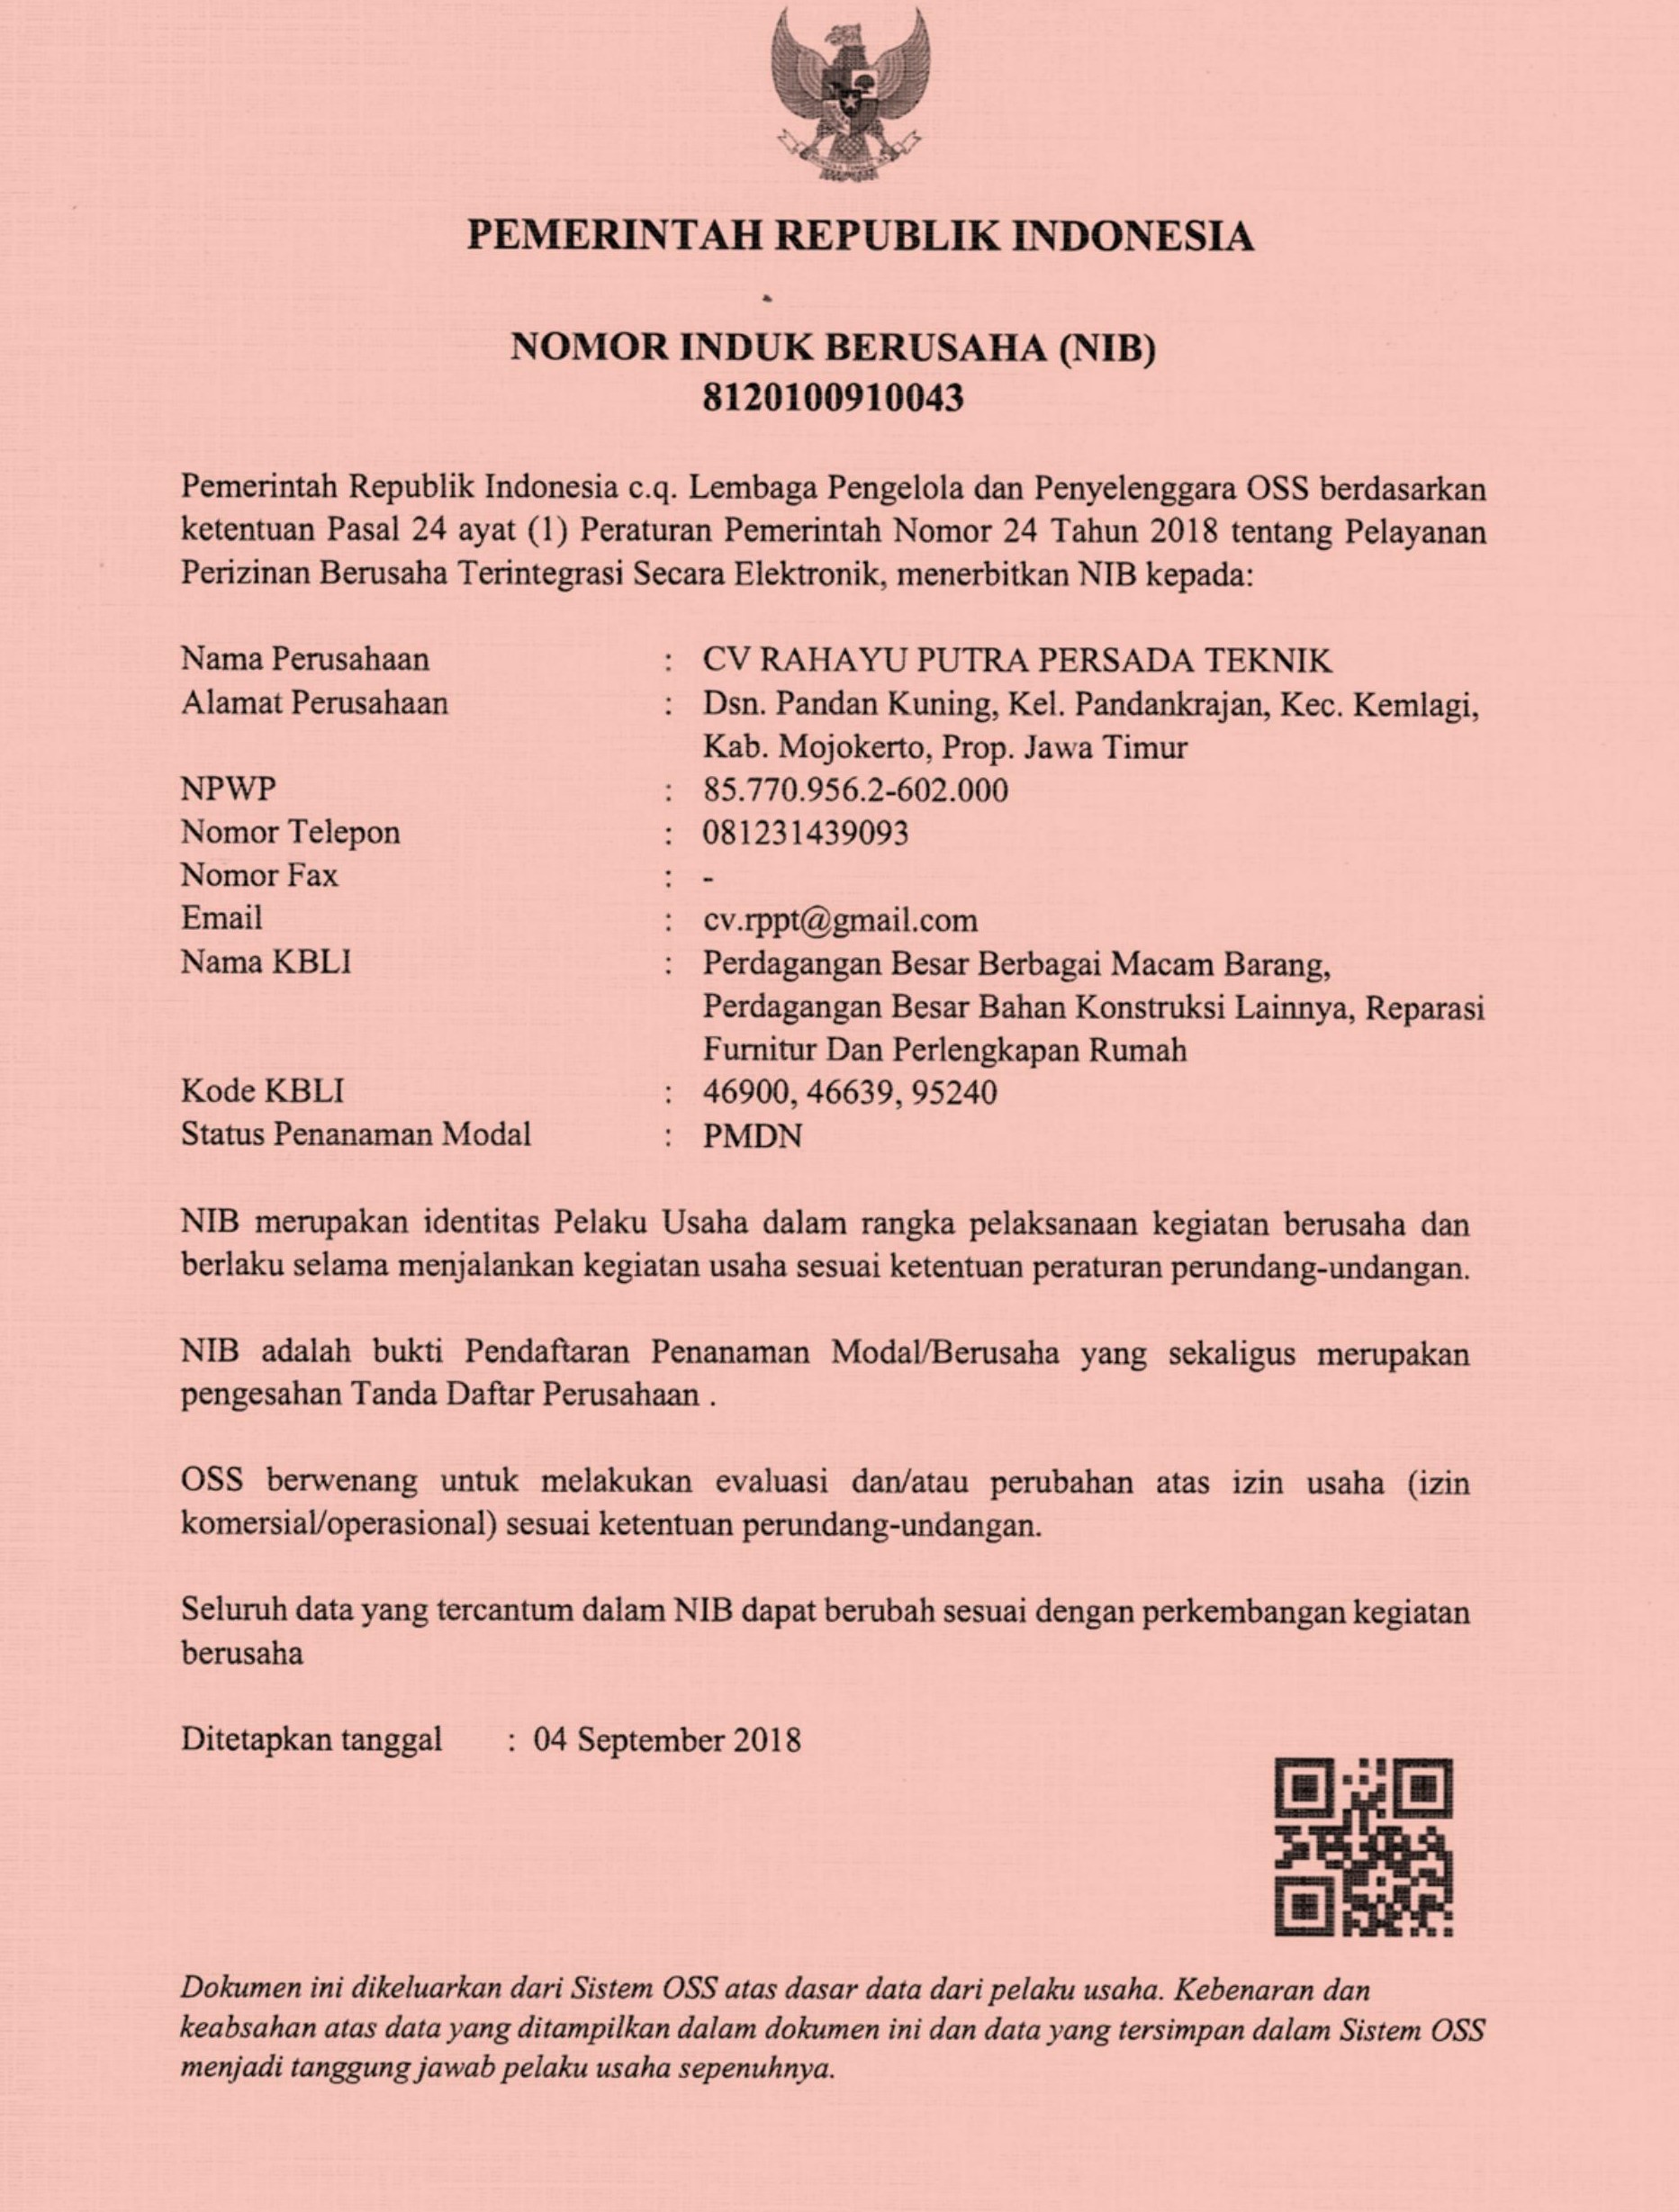 PEMERINTAH REPUBLIK INDONESIA
NOMOR INDUK BERUSAHA (NIB)
8120100910043
Pemerintah Republik Indonesia c.q. Lembaga Pengelola dan Penyelenggara OSS berdasarkan
ketentuan Pasal 24 ayat (1) Peraturan Pemerintah Nomor 24 Tahun 2018 tentang Pelayanan
Perizinan Berusaha Terintegrasi Secara Elektronik, menerbitkan NIB kepada:
Nama Perusahaan : CV RAHAYU PUTRA PERSADA TEKNIK
Alamat Perusahaan : Dsn. Pandan Kuning, Kel. Pandankrajan, Kec. Kemlagi,
Kab. Mojokerto, Prop. Jawa Timur
NPWP : 85.770.956.2-602.000
Nomor Telepon : 081231439093
Nomor Fax : -
Email : cv.rppt@gmail.com
Nama KBLI : Perdagangan Besar Berbagai Macam Barang,
Perdagangan Besar Bahan Konstruksi Lainnya, Reparasi
Furnitur Dan Perlengkapan Rumah
Kode KBLI : 46900, 46639, 95240
Status Penanaman Modal : PMDN
NIB merupakan identitas Pelaku Usaha dalam rangka pelaksanaan kegiatan berusaha dan
berlaku selama menjalankan kegiatan usaha sesuai ketentuan peraturan perundang-undangan.
NIB adalah bukti Pendaftaran Penanaman Modal/Berusaha yang sekaligus merupakan
pengesahan Tanda Daftar Perusahaan .
OSS berwenang untuk melakukan evaluasi dan/atau perubahan atas izin usaha (izin
komersial/operasional) sesuai ketentuan perundang-undangan.
Seluruh data yang tercantum dalam NIB dapat berubah sesuai dengan perkembangan kegiatan
berusaha
Ditetapkan tanggal : 04 September 2018
Dokumen ini dikeluarkan dari Sistem OSS atas dasar data dari pelaku usaha. Kebenaran dan
keabsahan atas data yang ditampilkan dalam dokumen ini dan data yang tersimpan dalam Sistem OSS
menjadi tanggung jawab pelaku usaha sepenuhnya.